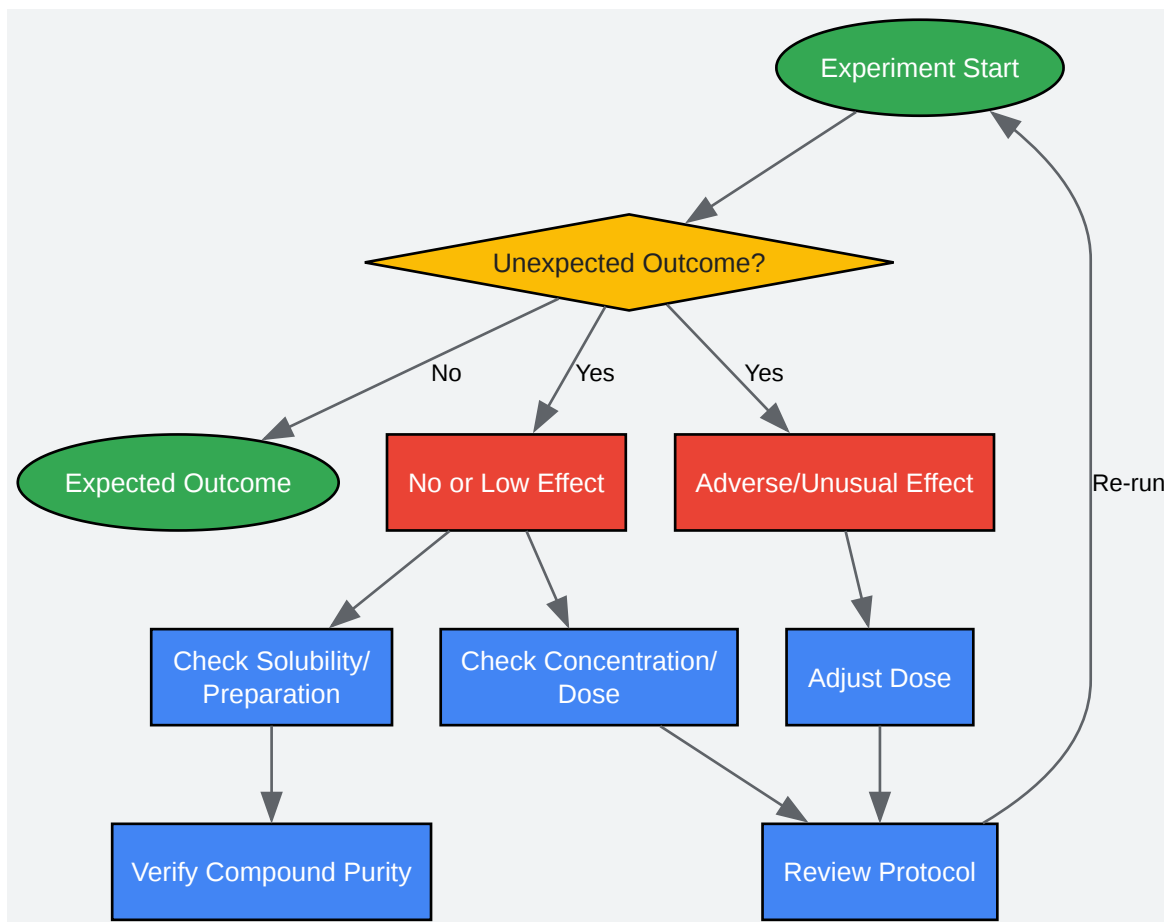 Experiment Start
Unexpected Outcome?
No
Yes
Yes
Expected Outcome
No or Low Effect
Adverse/Unusual Effect
Re-run
Check Solubility/
Preparation
Check Concentration/
Dose
Adjust Dose
Verify Compound Purity
Review Protocol